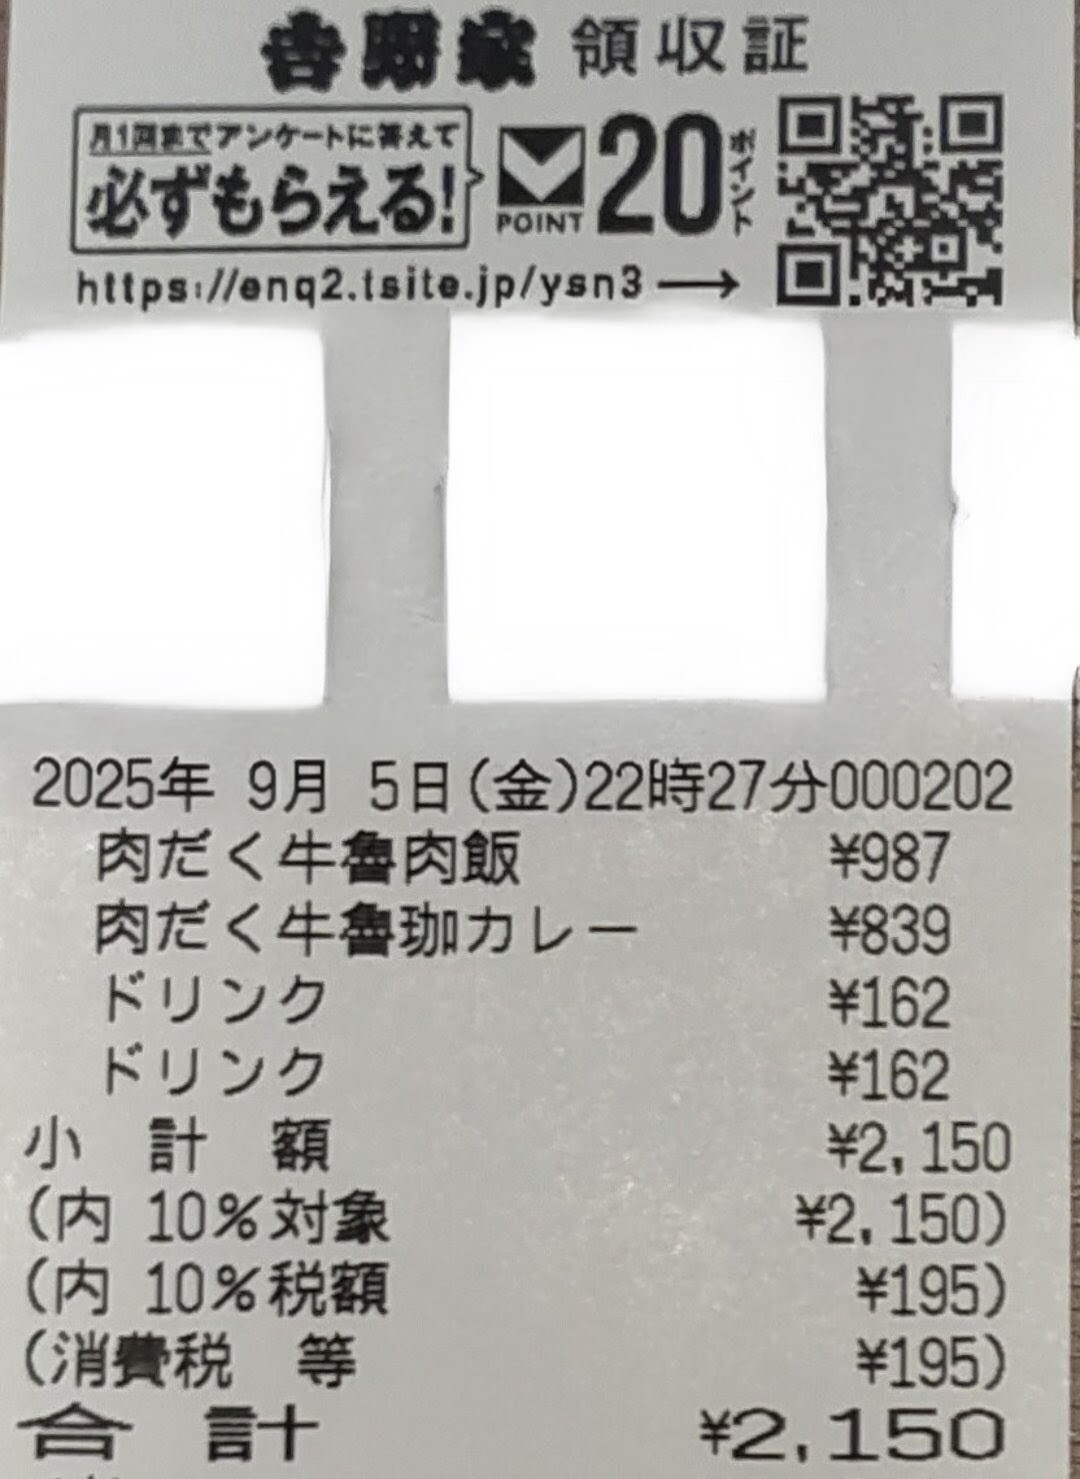 吉野家 領収証
月1回までアンケートに答えて
必ずもらえる!
POINT 20 ポイント
https://enq2.tsite.jp/ysn3→
2025年 9月 5日(金)22時27分000202
肉だく牛魯肉飯 ¥987
肉だく牛魯珈カレー ¥839
ドリンク ¥162
ドリンク ¥162
小 計 額 ¥2,150
(内 10%対象 ¥2,150)
(内 10%税額 ¥195)
(消費税 等 ¥195)
合 計 ¥2,150